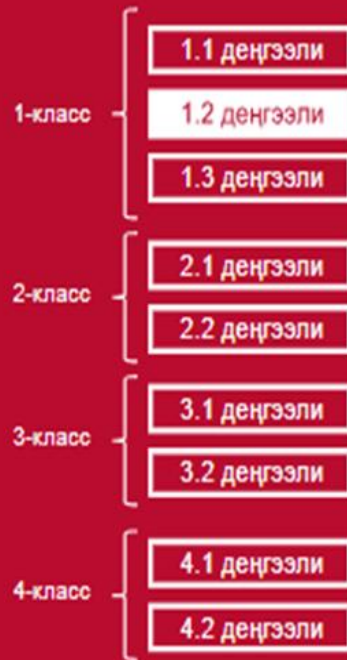 1-класс
1.1 деңгээли
1.2 деңгээли
1.3 деңгээли
2-класс
2.1 деңгээли
2.2 деңгээли
3-класс
3.1 деңгээли
3.2 деңгээли
4-класс
4.1 деңгээли
4.2 деңгээли